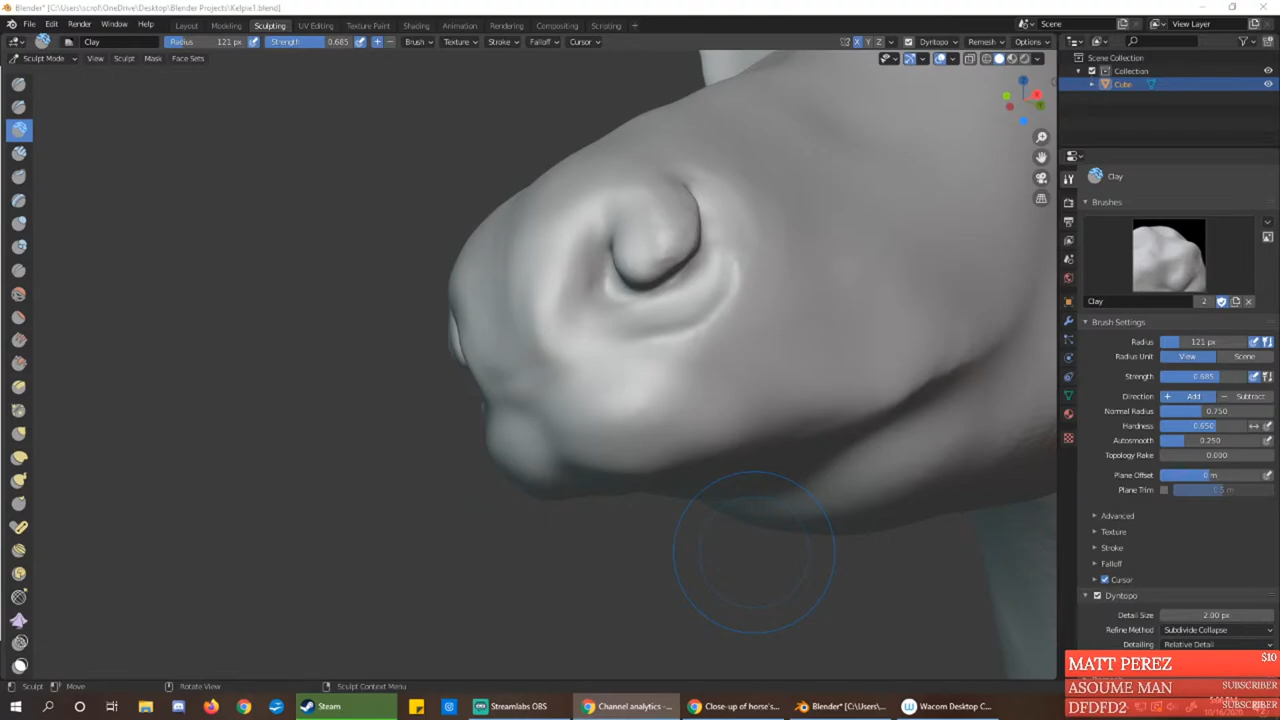 Blender* [C:\Users\scrof\OneDrive\Desktop\Blender Projects\Kelpie1.blend]
File Edit Render Window Help Layout Modeling Sculpting UV Editing Texture Paint Shading Animation Rendering Compositing Scripting Scene View Layer
Clay Radius 121 px Strength 0.685 Brush Texture Stroke Falloff Cursor X Y Z Dyntopo Remesh Options
Sculpt Mode View Sculpt Mask Face Sets
Scene Collection
Collection
Cube
Clay
Brushes
Clay 2
Brush Settings
Radius 121 px
Radius Unit View Scene
Strength 0.685
Direction + Add − Subtract
Normal Radius 0.750
Hardness 0.650
Autosmooth 0.250
Topology Rake 0.000
Plane Offset 0 m
Plane Trim 0.5 m
Advanced
Texture
Stroke
Falloff
Cursor
Dyntopo
Detail Size 2.00 px
Refine Method Subdivide Collapse
Detailing Relative Detail
MATT PEREZ $10
ASOUME MAN SUBSCRIBER
DFDFD2 SUBSCRIBER
Sculpt Move Rotate View Sculpt Context Menu
Steam Streamlabs OBS Channel analytics -... Close-up of horse's... Blender* [C:\Users\... Wacom Desktop C...
10/16/2020